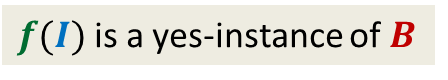 f(I) is a yes-instance of B